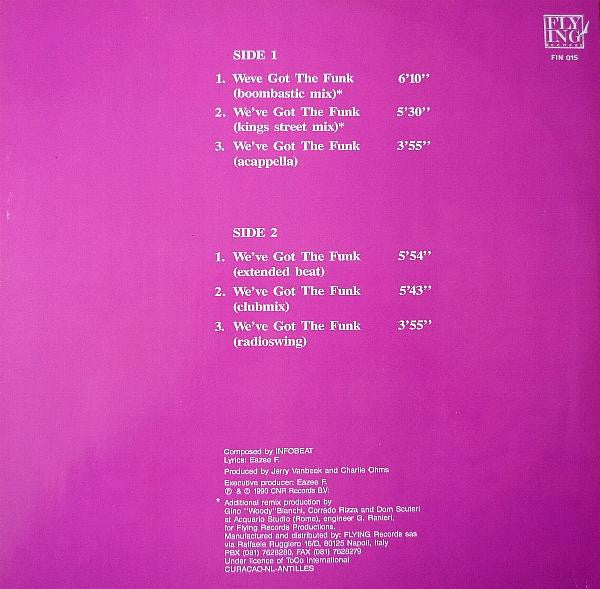 FLY
ING
records
FIN 015
SIDE 1
1. Weve Got The Funk 6'10''
(boombastic mix)*
2. We've Got The Funk 5'30''
(kings street mix)*
3. We've Got The Funk 3'55''
(acappella)
SIDE 2
1. We've Got The Funk 5'54''
(extended beat)
2. We've Got The Funk 5'43''
(clubmix)
3. We've Got The Funk 3'55''
(radioswing)
Composed by INFOBEAT
Lyrics: Eazee F.
Produced by Jerry Vanbeek and Charlie Ohms
Executive producer: Eazee F.
℗ & © 1990 CNR Records B.V.
* Additional remix production by
Gino ''Woody''Bianchi, Corrado Rizza and Dom Scuteri
at Acquario Studio (Rome), engineer G. Ranieri,
for Flying Records Productions.
Manufactured and distributed by: FLYING Records sas
via Raffaele Ruggiero 16/D, 80125 Napoli, Italy
PBX (081) 7628280, FAX (081) 7628279
Under licence of ToCo International
CURACAO-NL-ANTILLES